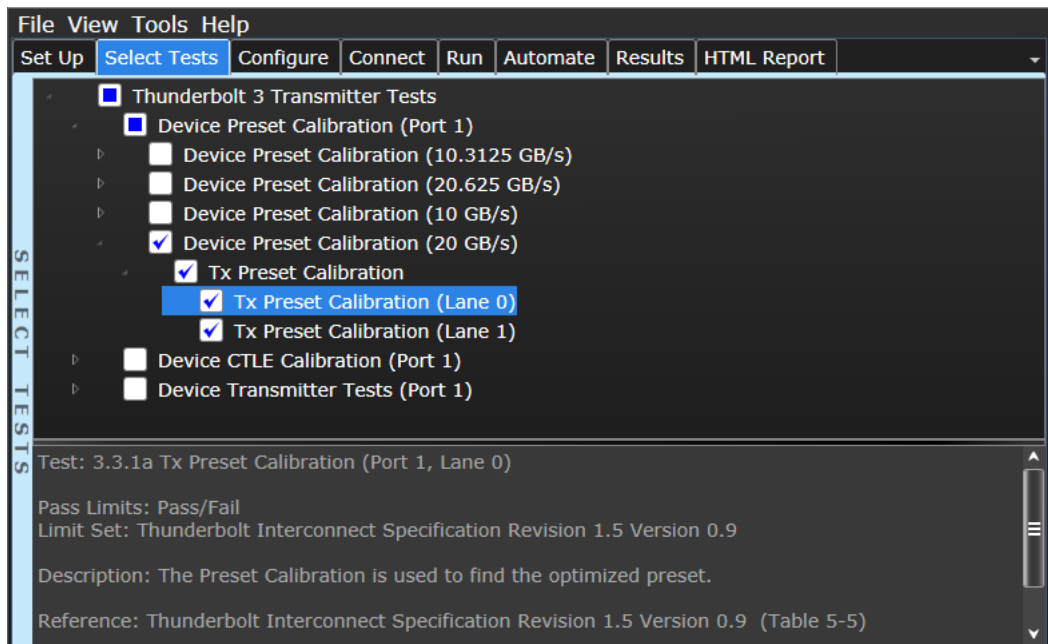 File View Tools Help
Set Up Select Tests Configure Connect Run Automate Results HTML Report
Thunderbolt 3 Transmitter Tests
Device Preset Calibration (Port 1)
Device Preset Calibration (10.3125 GB/s)
Device Preset Calibration (20.625 GB/s)
Device Preset Calibration (10 GB/s)
Device Preset Calibration (20 GB/s)
Tx Preset Calibration
Tx Preset Calibration (Lane 0)
Tx Preset Calibration (Lane 1)
Device CTLE Calibration (Port 1)
Device Transmitter Tests (Port 1)
SELECT TESTS
Test: 3.3.1a Tx Preset Calibration (Port 1, Lane 0)
Pass Limits: Pass/Fail
Limit Set: Thunderbolt Interconnect Specification Revision 1.5 Version 0.9
Description: The Preset Calibration is used to find the optimized preset.
Reference: Thunderbolt Interconnect Specification Revision 1.5 Version 0.9 (Table 5-5)